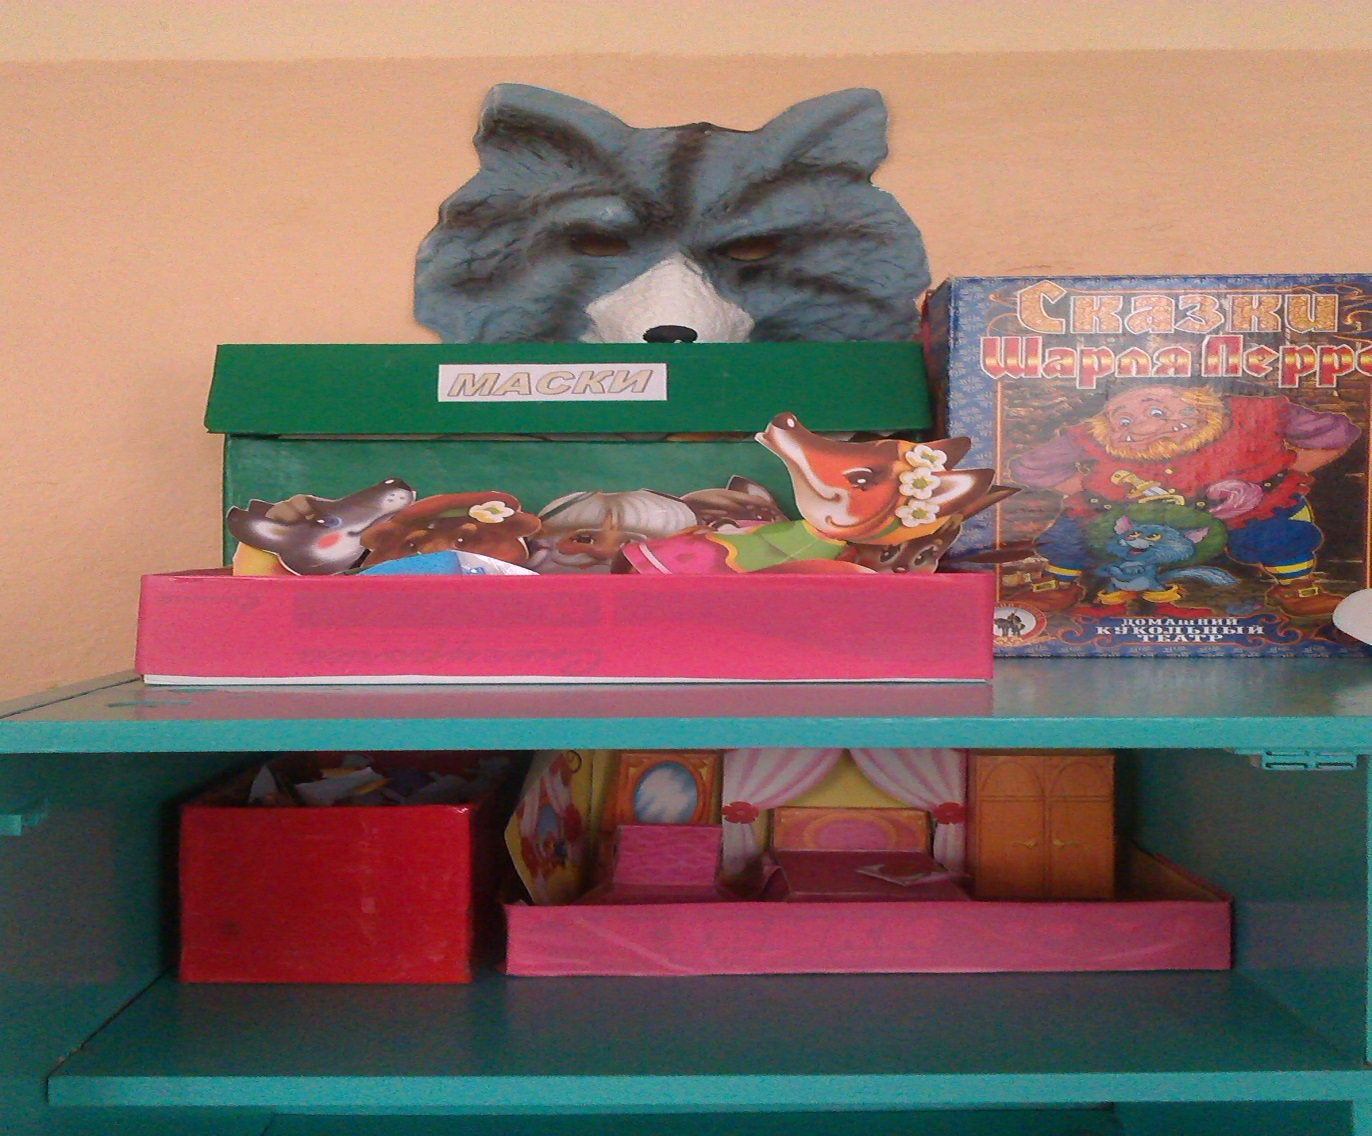 МАСКИ
Сказки
Шарля Перро
ДОМАШНИЙ
КУКОЛЬНЫЙ
ТЕАТР